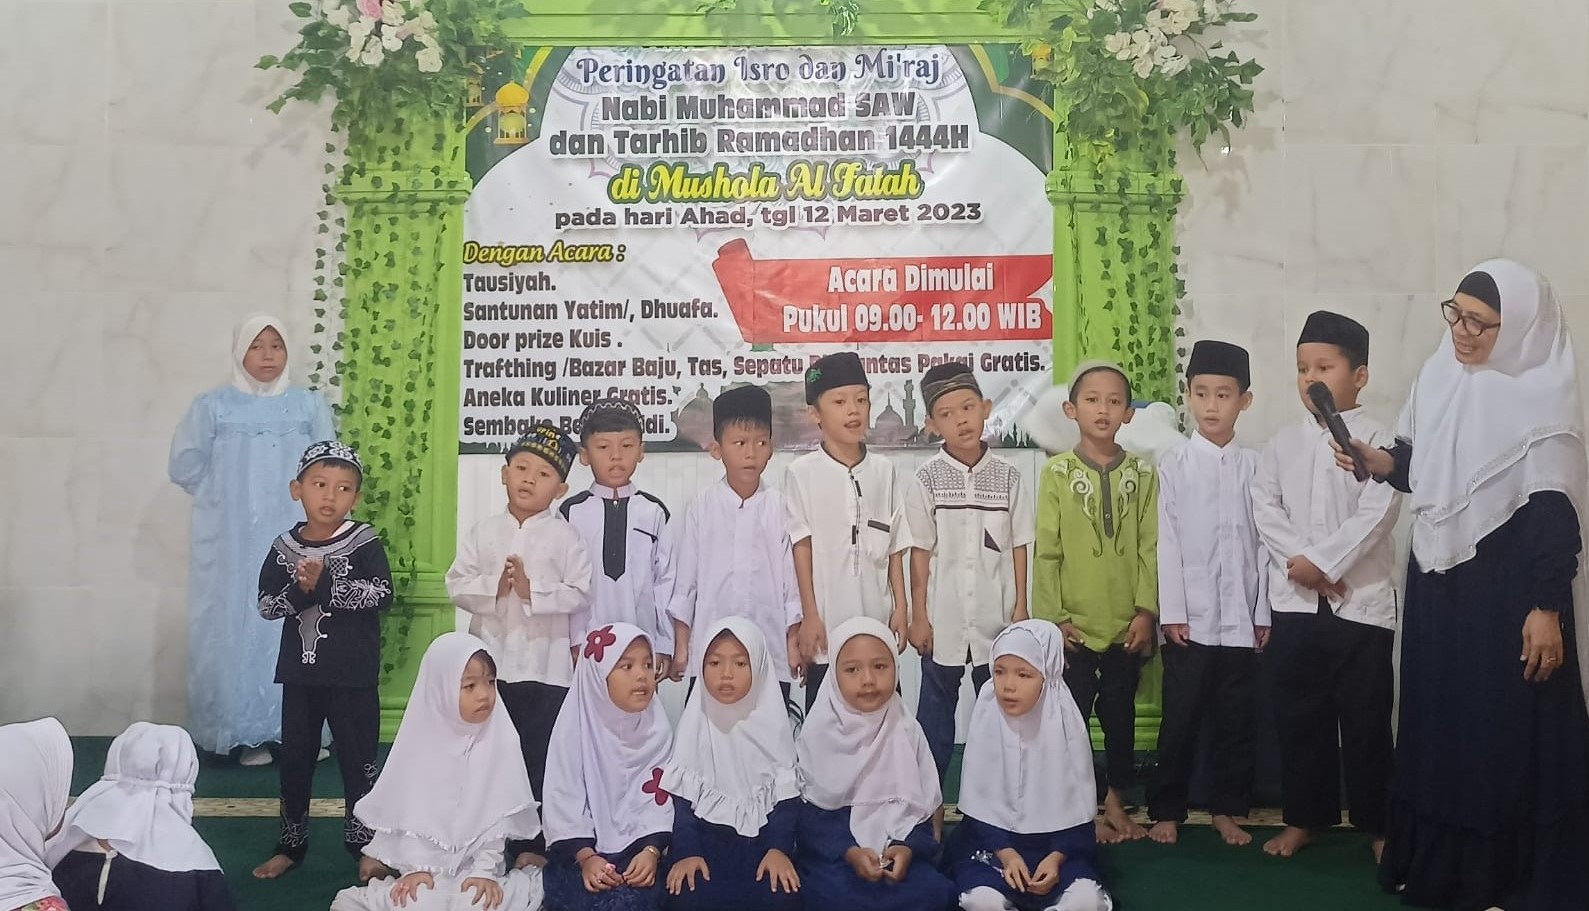 Peringatan Isro dan Mi'raj
Nabi Muhammad SAW
dan Tarhib Ramadhan 1444H
di Mushola Al Fatah
pada hari Ahad, tgl 12 Maret 2023
Dengan Acara :
Tausiyah.
Santunan Yatim/, Dhuafa.
Door prize Kuis .
Trafthing /Bazar Baju, Tas, Sepatu Pakai Gratis.
Aneka Kuliner Gratis.
Acara Dimulai
Pukul 09.00- 12.00 WIB